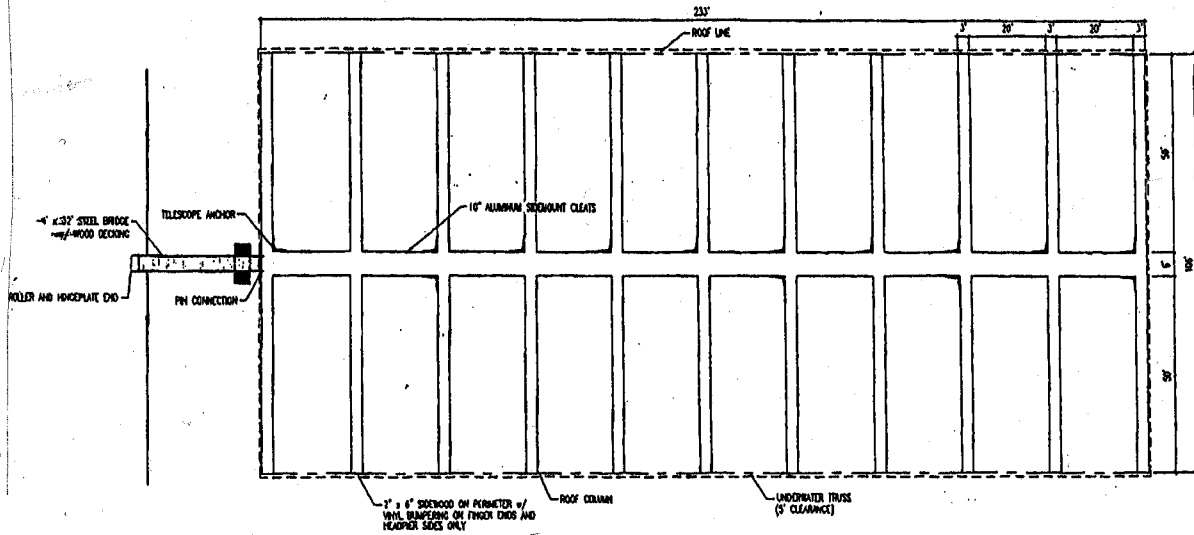 233'
ROOF LINE
3'
20'
3'
20'
3'
50'
6'
106'
50'
TELESCOPE ANCHOR
10" ALUMINUM SIDEMOUNT CLEATS
4' x 32' STEEL BRIDGE
w/ WOOD DECKING
ROLLER AND HINGEPLATE END
PIN CONNECTION
2" x 6" SIDEWOOD ON PERIMETER w/
VINYL BUMPERING ON FINGER ENDS AND
HEADPIER SIDES ONLY
ROOF COLUMN
UNDERWATER TRUSS
(5' CLEARANCE)